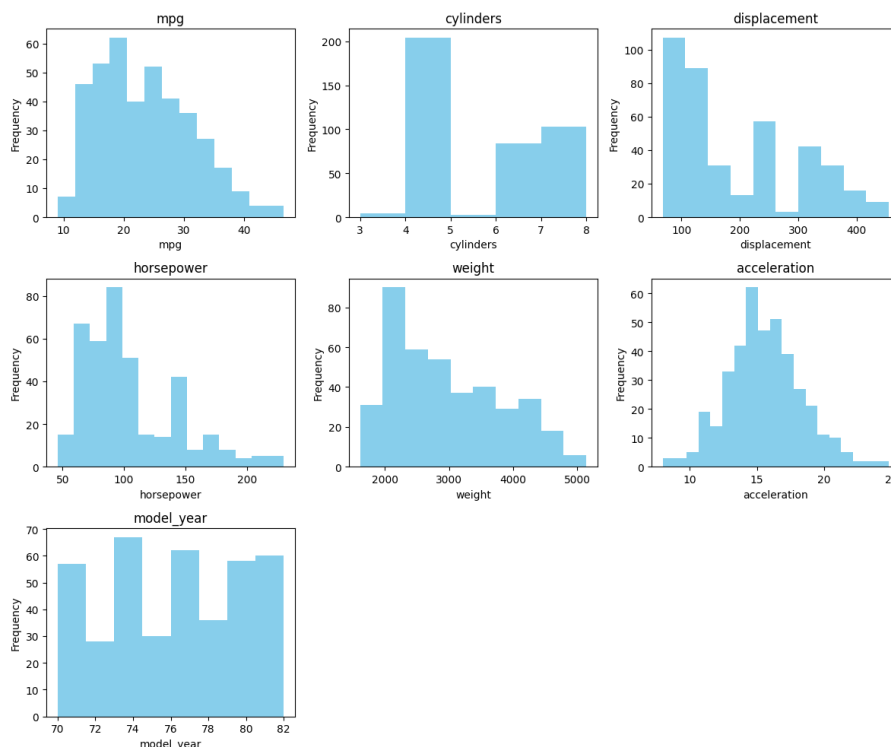 mpg
Frequency
60
50
40
30
20
10
0
10 20 30 40
mpg
cylinders
Frequency
200
150
100
50
0
3 4 5 6 7 8
cylinders
displacement
Frequency
100
80
60
40
20
0
100 200 300 400
displacement
horsepower
Frequency
80
60
40
20
0
50 100 150 200
horsepower
weight
Frequency
80
60
40
20
0
2000 3000 4000 5000
weight
acceleration
Frequency
60
50
40
30
20
10
0
10 15 20 2
acceleration
model_year
Frequency
70
60
50
40
30
20
10
0
70 72 74 76 78 80 82
model_year